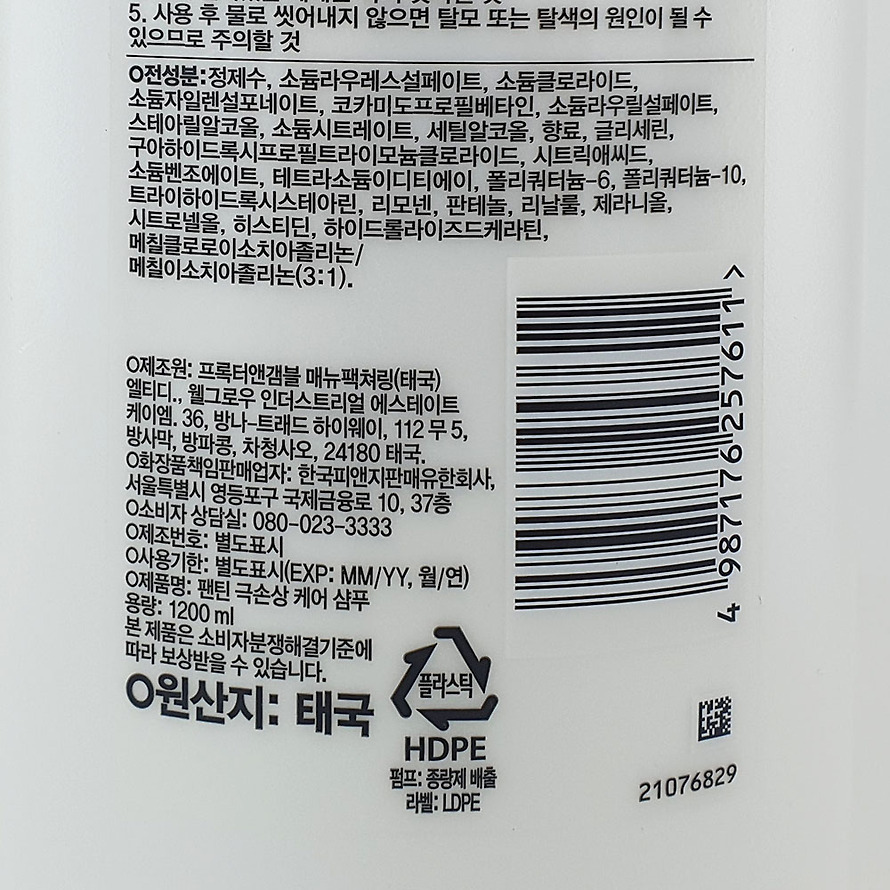 5. 사용 후 물로 씻어내지 않으면 탈모 또는 탈색의 원인이 될 수
있으므로 주의할 것
O전성분:정제수, 소듐라우레스설페이트, 소듐클로라이드,
소듐자일렌설포네이트, 코카미도프로필베타인, 소듐라우릴설페이트,
스테아릴알코올, 소듐시트레이트, 세틸알코올, 향료, 글리세린,
구아하이드록시프로필트라이모늄클로라이드, 시트릭애씨드,
소듐벤조에이트, 테트라소듐이디티에이, 폴리쿼터늄-6, 폴리쿼터늄-10,
트라이하이드록시스테아린, 리모넨, 판테놀, 리날룰, 제라니올,
시트로넬올, 히스티딘, 하이드롤라이즈드케라틴,
메칠클로로이소치아졸리논/
메칠이소치아졸리논(3:1).
O제조원: 프록터앤갬블 매뉴팩쳐링(태국)
엘티디., 웰그로우 인더스트리얼 에스테이트
케이엠. 36, 방나-트래드 하이웨이, 112 무 5,
방사막, 방파콩, 차청사오, 24180 태국.
O화장품책임판매업자: 한국피앤지판매유한회사,
서울특별시 영등포구 국제금융로 10, 37층
O소비자 상담실: 080-023-3333
O제조번호: 별도표시
O사용기한: 별도표시(EXP: MM/YY, 월/연)
O제품명: 팬틴 극손상 케어 샴푸
용량: 1200 ml
본 제품은 소비자분쟁해결기준에
따라 보상받을 수 있습니다.
O원산지: 태국
플라스틱
HDPE
펌프: 종량제 배출
라벨: LDPE
4 987176 257611 >
21076829